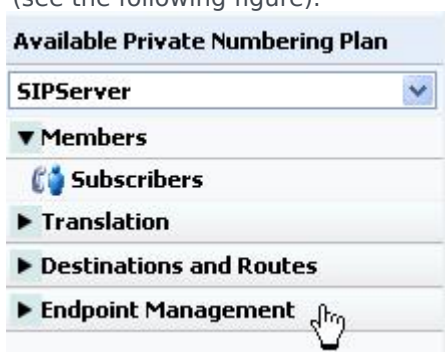 (see the following figure).
Available Private Numbering Plan
SIPServer
Members
Subscribers
Translation
Destinations and Routes
Endpoint Management